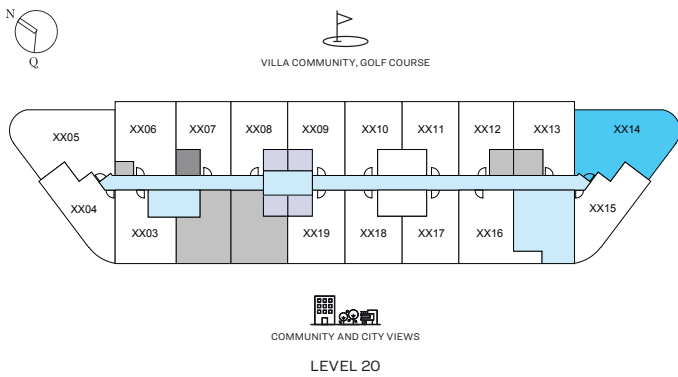 N
Q
VILLA COMMUNITY, GOLF COURSE
XX05 XX06 XX07 XX08 XX09 XX10 XX11 XX12 XX13 XX14
XX04 XX03 XX19 XX18 XX17 XX16 XX15
COMMUNITY AND CITY VIEWS
LEVEL 20